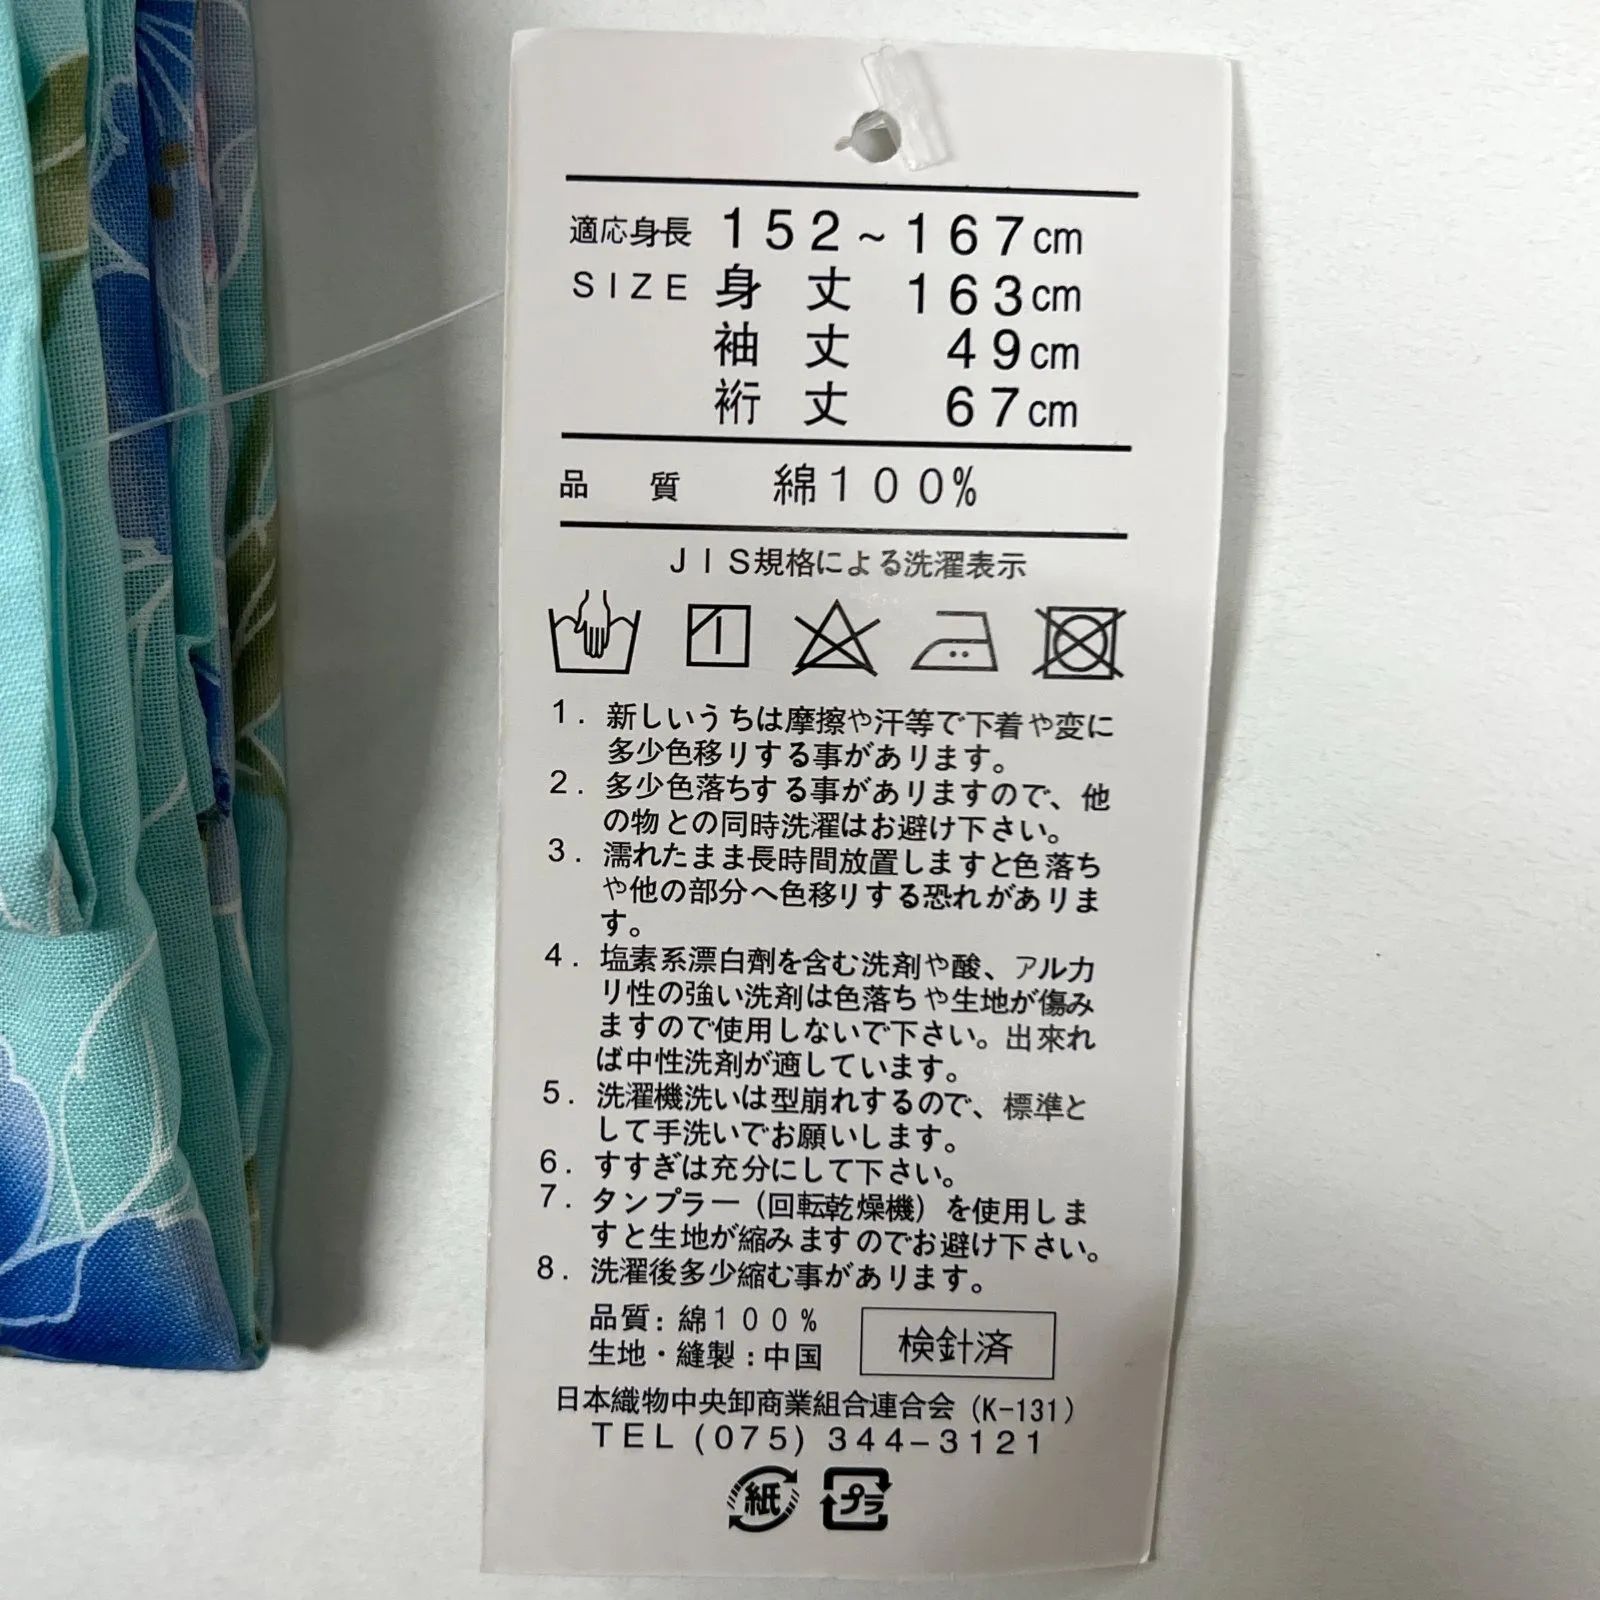 適応身長 152~167cm
SIZE 身丈 163cm
袖丈 49cm
裄丈 67cm
品質 綿100%
JIS規格による洗濯表示
1. 新しいうちは摩擦や汗等で下着や変に
多少色移りする事があります。
2. 多少色落ちする事がありますので、他
の物との同時洗濯はお避け下さい。
3. 濡れたまま長時間放置しますと色落ち
や他の部分へ色移りする恐れがありま
す。
4. 塩素系漂白劑を含む洗剤や酸、アルカ
リ性の強い洗剤は色落ちや生地が傷み
ますので使用しないで下さい。出來れ
ば中性洗剤が適しています。
5. 洗濯機洗いは型崩れするので、標準と
して手洗いでお願いします。
6. すすぎは充分にして下さい。
7. タンプラー(回転乾燥機)を使用しま
すと生地が縮みますのでお避け下さい。
8. 洗濯後多少縮む事があります。
品質:綿100%
生地・縫製:中国
検針済
日本織物中央卸商業組合連合会(K-131)
TEL(075)344-3121
紙 プラ